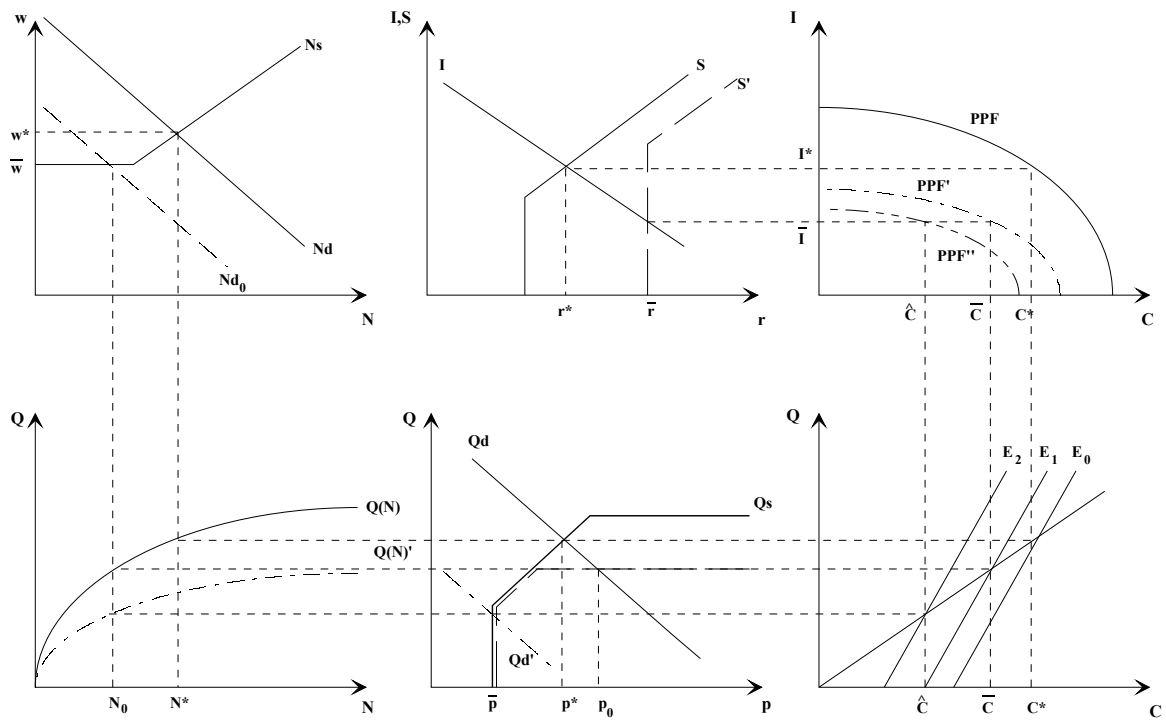 w
Ns
w*
w̅
Nd
Nd₀
N
I,S
I
S
S'
r*
r̅
r
I
PPF
I*
PPF'
I̅
PPF''
Ĉ
C̅
C*
C
Q
Q(N)
Q(N)'
N₀
N*
N
Q
Qd
Qs
Qd'
p̅
p*
p₀
p
Q
E₂
E₁
E₀
Ĉ
C̅
C*
C